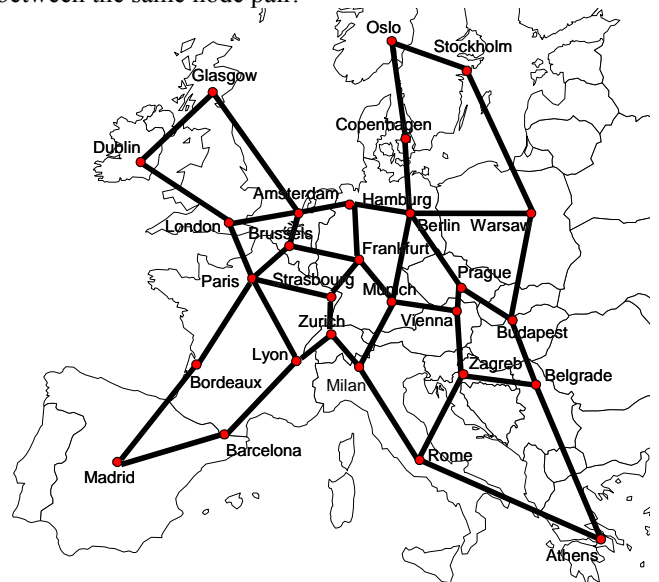 between the same node pair.
Oslo
Stockholm
Glasgow
Copenhagen
Dublin
Amsterdam
Hamburg
London
Berlin
Warsaw
Brussels
Frankfurt
Paris
Strasbourg
Munich
Prague
Zurich
Vienna
Budapest
Lyon
Zagreb
Bordeaux
Milan
Belgrade
Barcelona
Rome
Madrid
Athens